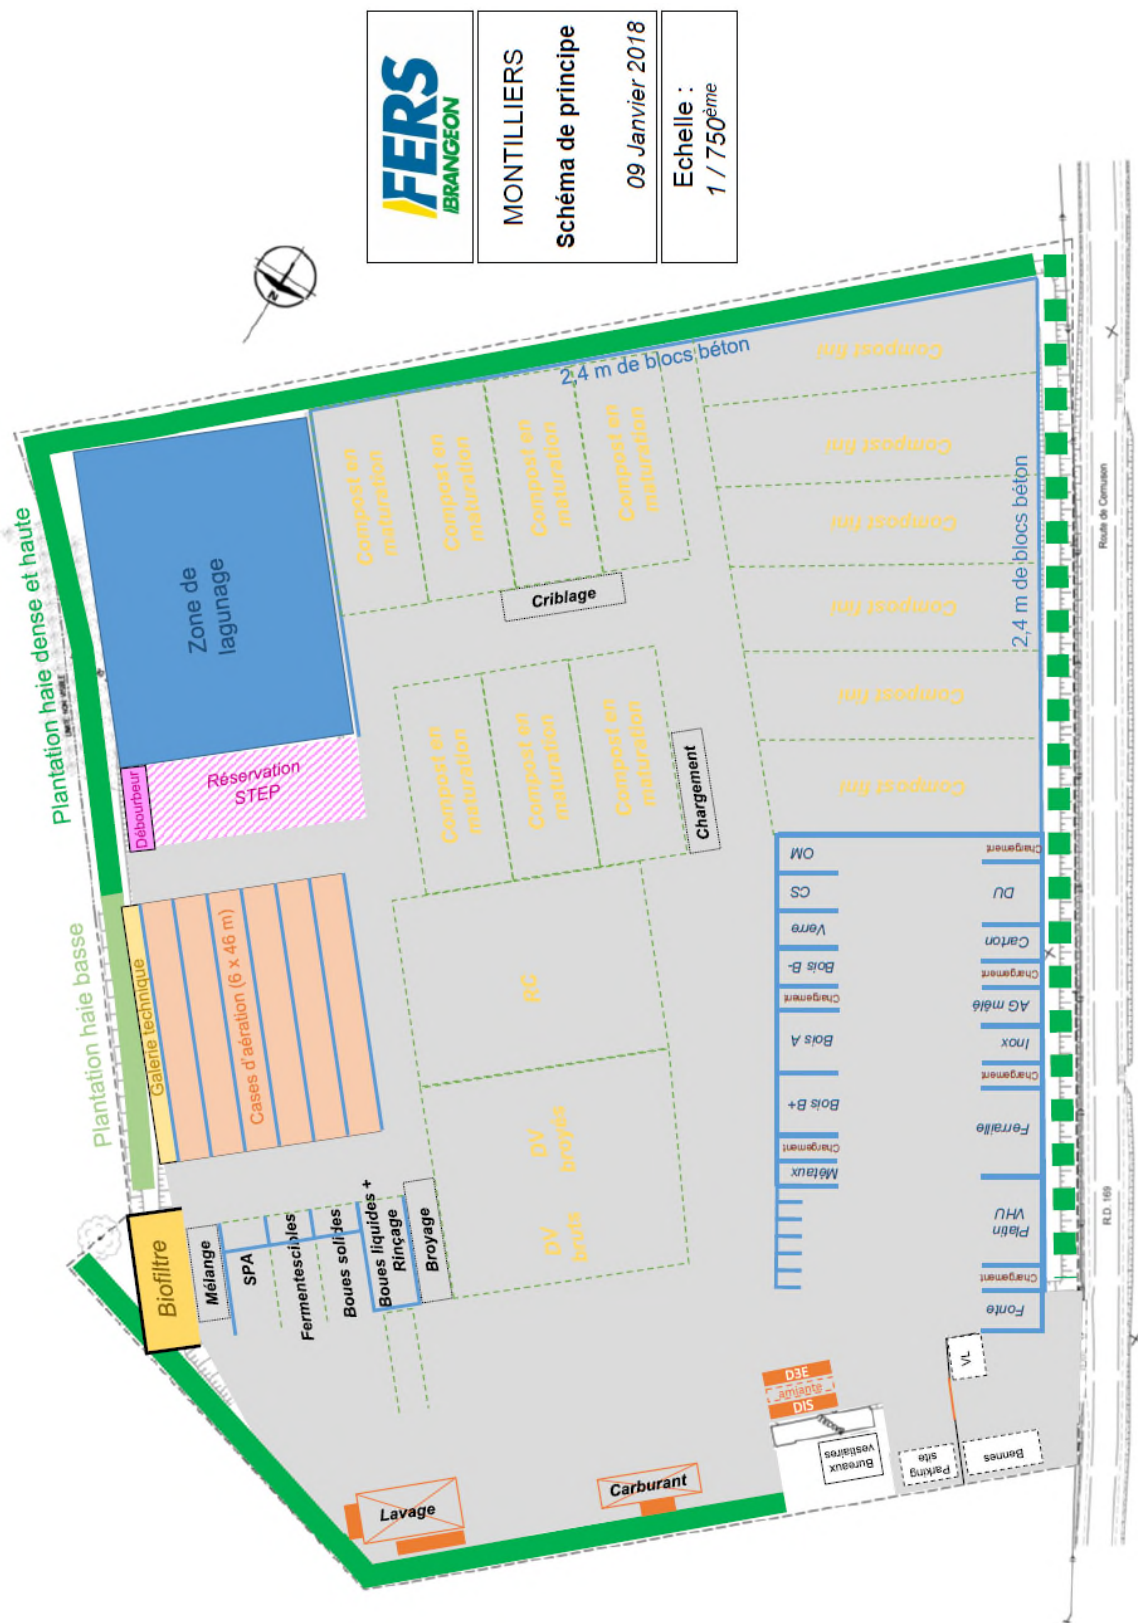 FERS
BRANGEON
MONTILLIERS
Schéma de principe
09 Janvier 2018
Echelle :
1 / 750ème
N
Plantation haie dense et haute
Plantation haie basse
2,4 m de blocs béton
2,4 m de blocs béton
Zone de
lagunage
Débourbeur
Réservation
STEP
Galerie technique
Cases d'aération (6 x 46 m)
Biofiltre
Mélange
SPA
Fermentescibles
Boues solides
Boues liquides +
Rinçage
Broyage
Compost en
maturation
Compost en
maturation
Compost en
maturation
Compost en
maturation
Criblage
Compost en
maturation
Compost en
maturation
Compost en
maturation
Chargement
RC
DV
broyés
DV
bruts
Compost fini
Compost fini
Compost fini
Compost fini
Compost fini
Compost fini
OM
CS
Verre
Bois B-
Chargement
Bois A
Bois B+
Chargement
Métaux
Chargement
DU
Carton
Chargement
AG mêlé
Inox
Chargement
Ferraille
Platin
VHU
Chargement
Fonte
D3E
amiante
DIS
Bureaux
vestiaires
Parking
site
Bennes
VL
Lavage
Carburant
Route de Cernusson
R.D. 169